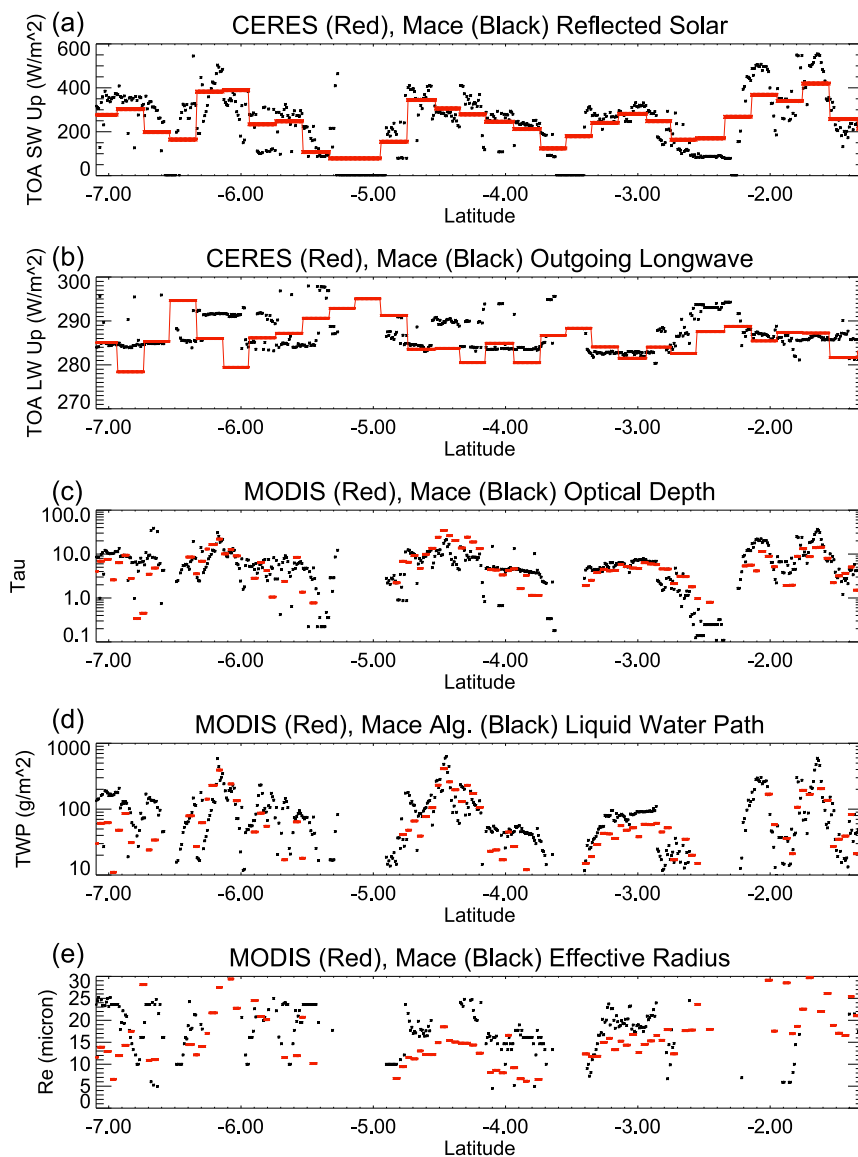 (a) CERES (Red), Mace (Black) Reflected Solar
TOA SW Up (W/m^2)
600
400
200
0
-7.00 -6.00 -5.00 -4.00 -3.00 -2.00
Latitude
(b) CERES (Red), Mace (Black) Outgoing Longwave
TOA LW Up (W/m^2)
300
290
280
270
-7.00 -6.00 -5.00 -4.00 -3.00 -2.00
Latitude
(c) MODIS (Red), Mace (Black) Optical Depth
Tau
100.0
10.0
1.0
0.1
-7.00 -6.00 -5.00 -4.00 -3.00 -2.00
Latitude
(d) MODIS (Red), Mace Alg. (Black) Liquid Water Path
TWP (g/m^2)
1000
100
10
-7.00 -6.00 -5.00 -4.00 -3.00 -2.00
Latitude
(e) MODIS (Red), Mace (Black) Effective Radius
Re (micron)
30
25
20
15
10
5
0
-7.00 -6.00 -5.00 -4.00 -3.00 -2.00
Latitude